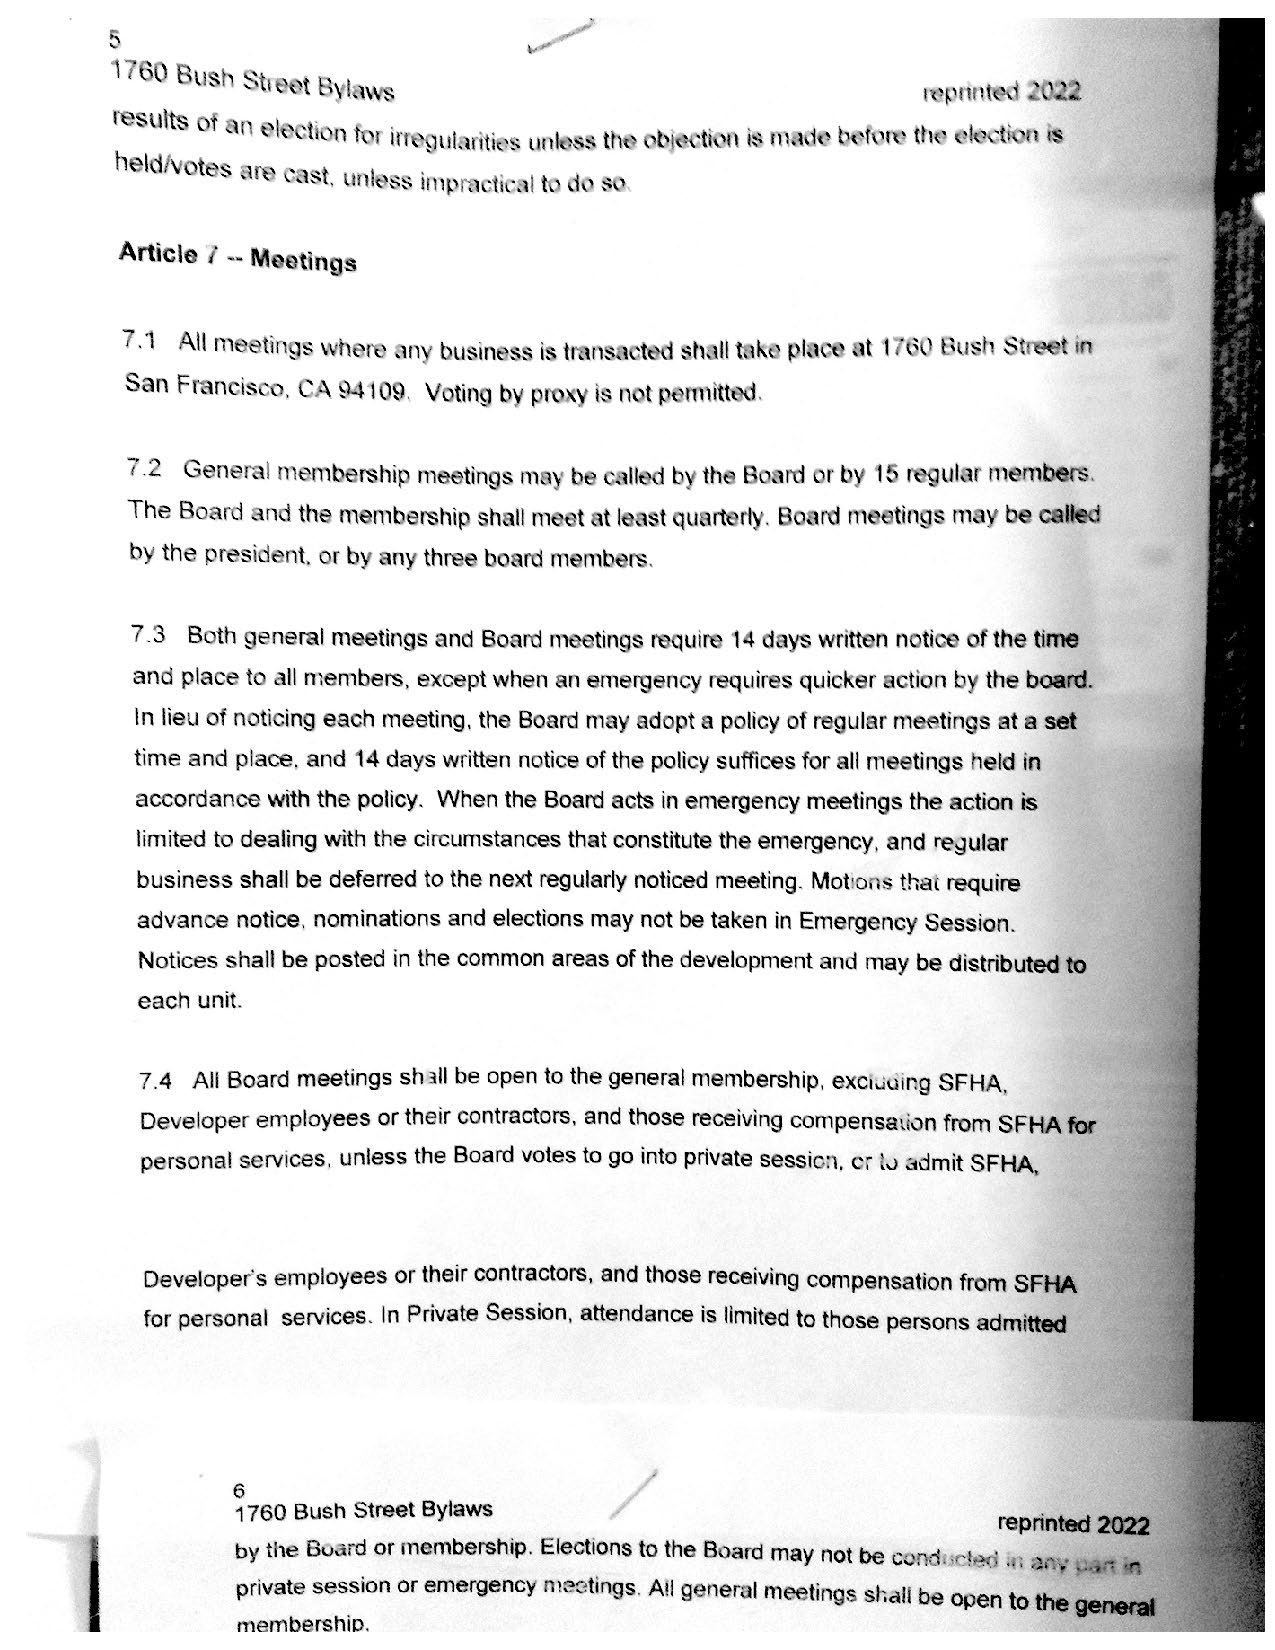 5
1760 Bush Street Bylaws reprinted 2022
results of an election for irregularities unless the objection is made before the election is
held/votes are cast, unless impractical to do so.
Article 7 -- Meetings
7.1 All meetings where any business is transacted shall take place at 1760 Bush Street in
San Francisco, CA 94109. Voting by proxy is not permitted.
7.2 General membership meetings may be called by the Board or by 15 regular members.
The Board and the membership shall meet at least quarterly. Board meetings may be called
by the president, or by any three board members.
7.3 Both general meetings and Board meetings require 14 days written notice of the time
and place to all members, except when an emergency requires quicker action by the board.
In lieu of noticing each meeting, the Board may adopt a policy of regular meetings at a set
time and place, and 14 days written notice of the policy suffices for all meetings held in
accordance with the policy. When the Board acts in emergency meetings the action is
limited to dealing with the circumstances that constitute the emergency, and regular
business shall be deferred to the next regularly noticed meeting. Motions that require
advance notice, nominations and elections may not be taken in Emergency Session.
Notices shall be posted in the common areas of the development and may be distributed to
each unit.
7.4 All Board meetings shall be open to the general membership, excluding SFHA,
Developer employees or their contractors, and those receiving compensation from SFHA for
personal services, unless the Board votes to go into private session, or to admit SFHA,
Developer's employees or their contractors, and those receiving compensation from SFHA
for personal services. In Private Session, attendance is limited to those persons admitted
6
1760 Bush Street Bylaws reprinted 2022
by the Board or membership. Elections to the Board may not be conducted in any part in
private session or emergency meetings. All general meetings shall be open to the general
membership.